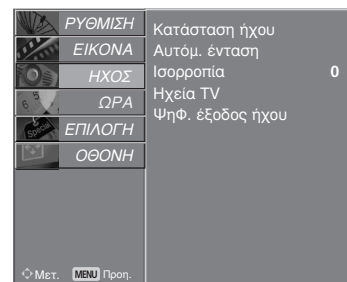 ΡΥΘΜΙΣΗ
ΕΙΚΟΝΑ
ΗΧΟΣ
ΩΡΑ
ΕΠΙΛΟΓΗ
ΟΘΟΝΗ
Κατάσταση ήχου
Αυτόμ. ένταση
Ισορροπία 0
Ηχεία TV
ΨηΦ. έξοδος ήχου
Μετ. MENU Προη.